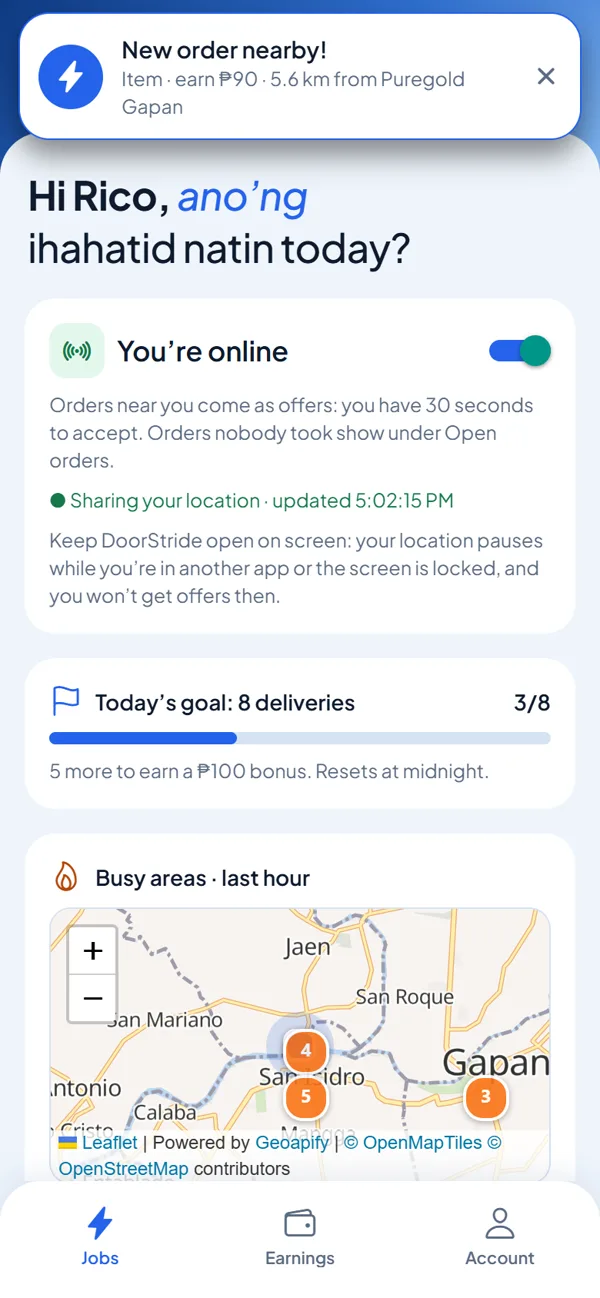 New order nearby!
Item · earn ₱90 · 5.6 km from Puregold
Gapan
Hi Rico, ano’ng
ihahatid natin today?
You’re online
Orders near you come as offers: you have 30 seconds
to accept. Orders nobody took show under Open
orders.
Sharing your location · updated 5:02:15 PM
Keep DoorStride open on screen: your location pauses
while you’re in another app or the screen is locked, and
you won’t get offers then.
Today’s goal: 8 deliveries 3/8
5 more to earn a ₱100 bonus. Resets at midnight.
Busy areas · last hour
+
−
Jaen
San Roque
San Mariano
4
Gapan
San Isidro
ntonio
5
3
Calaba
Cristo
Mangga
Leaflet | Powered by Geoapify | © OpenMapTiles ©
OpenStreetMap contributors
Jobs Earnings Account